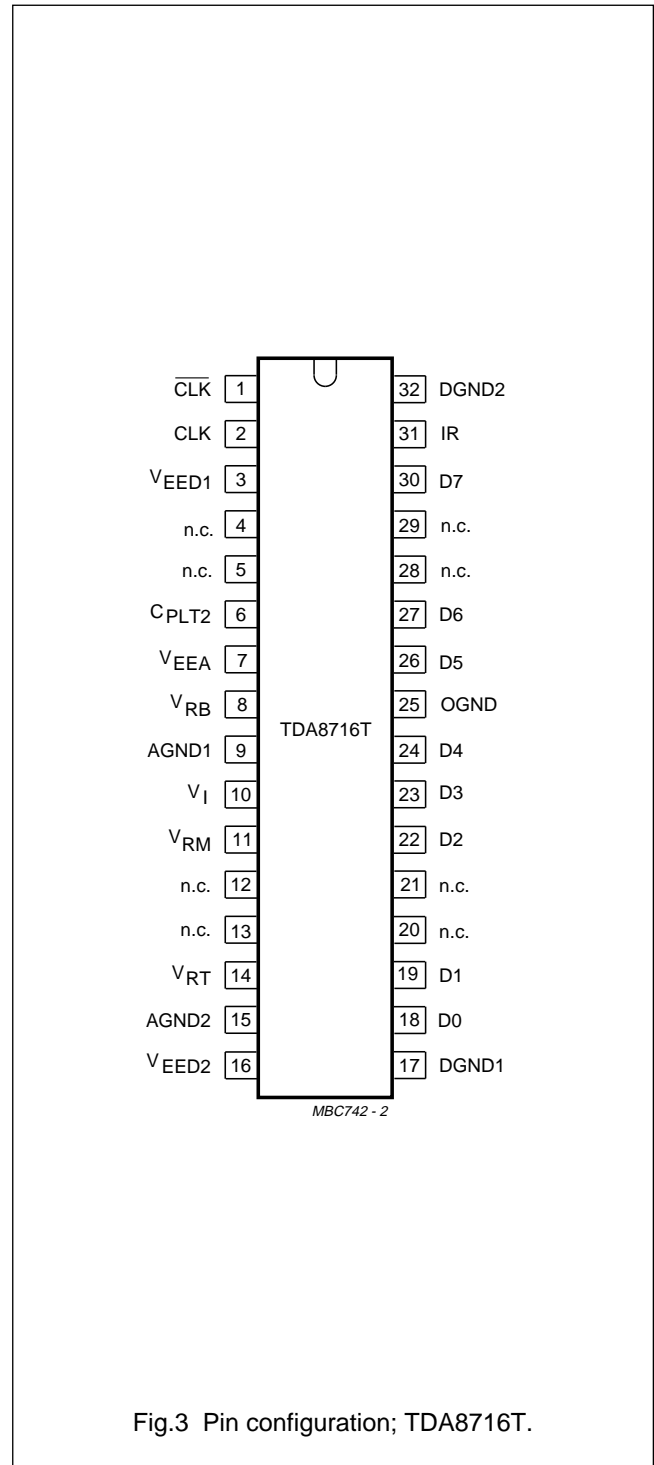 C̅L̅K̅ 1 32 DGND2
CLK 2 31 IR
VEED1 3 30 D7
n.c. 4 29 n.c.
n.c. 5 28 n.c.
CPLT2 6 27 D6
VEEA 7 26 D5
VRB 8 25 OGND
TDA8716T
AGND1 9 24 D4
VI 10 23 D3
VRM 11 22 D2
n.c. 12 21 n.c.
n.c. 13 20 n.c.
VRT 14 19 D1
AGND2 15 18 D0
VEED2 16 17 DGND1
MBC742 - 2
Fig.3 Pin configuration; TDA8716T.